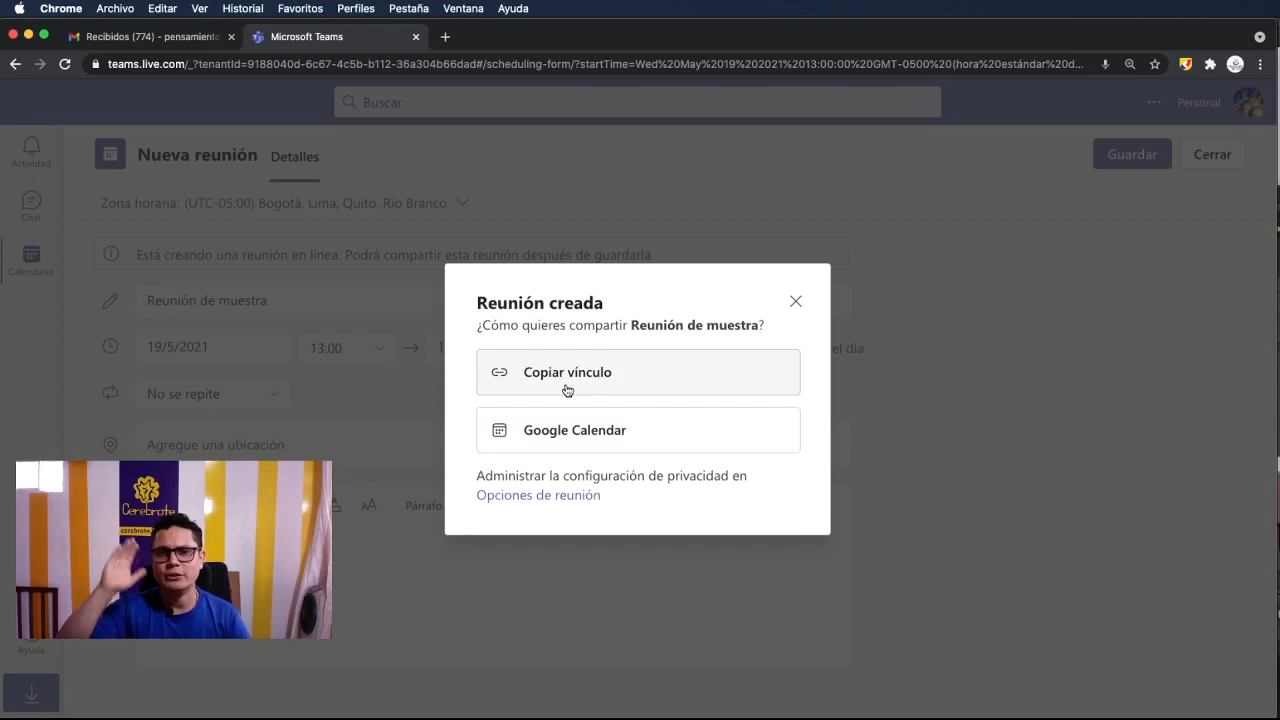 Chrome Archivo Editar Ver Historial Favoritos Perfiles Pestaña Ventana Ayuda
Recibidos (774) - pensamiento
Microsoft Teams
teams.live.com/_?tenantId=9188040d-6c67-4c5b-b112-36a304b66dad#/scheduling-form/?startTime=Wed%20May%2019%202021%2013:00:00%20GMT-0500%20(hora%20estándar%20d...
Buscar
Personal
Actividad
Chat
Calendario
Nueva reunión
Detalles
Guardar
Cerrar
Zona horaria: (UTC-05:00) Bogotá, Lima, Quito, Rio Branco
Está creando una reunión en línea. Podrá compartir esta reunión después de guardarla.
Reunión de muestra
19/5/2021
13:00
1
el día
No se repite
Agregue una ubicación
Párrafo
Reunión creada
¿Cómo quieres compartir Reunión de muestra?
Copiar vínculo
Google Calendar
Administrar la configuración de privacidad en
Opciones de reunión
Cerebrote
cerebrote.
Ayuda